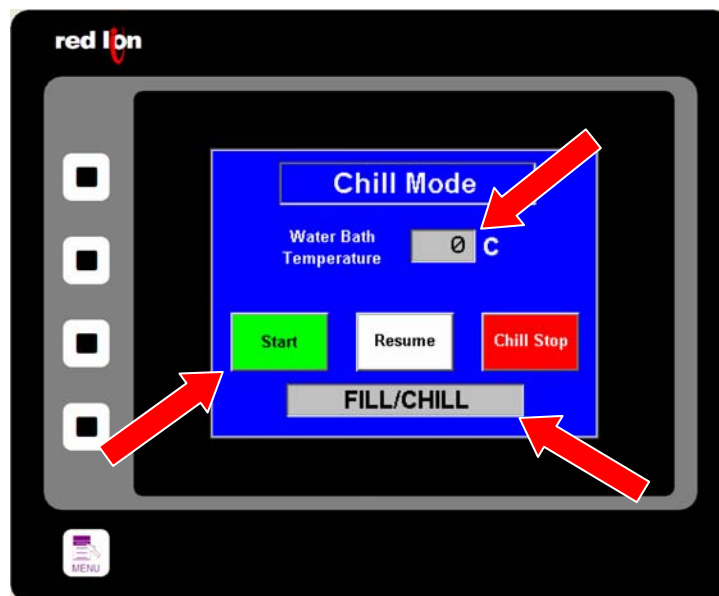 red lion
Chill Mode
Water Bath
Temperature
0 C
Start
Resume
Chill Stop
FILL/CHILL
MENU